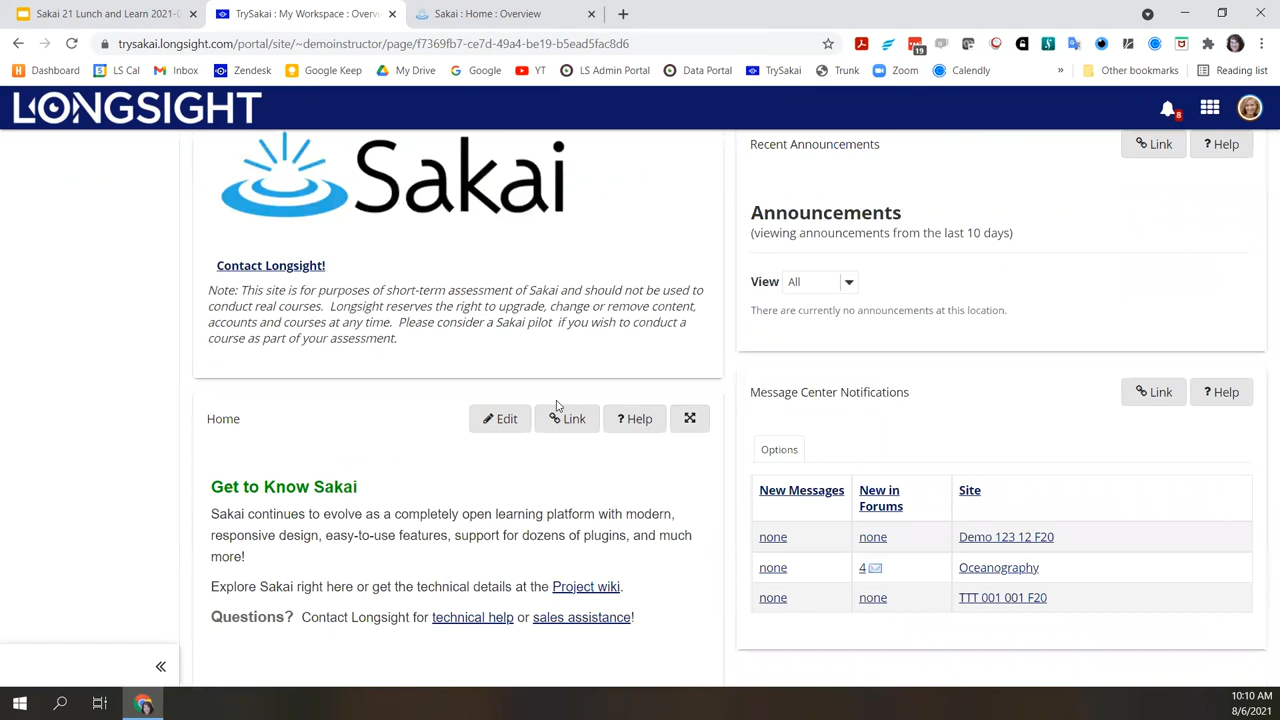 Sakai 21 Lunch and Learn 2021-0
TrySakai : My Workspace : Overv
Sakai : Home : Overview
trysakai.longsight.com/portal/site/~demoinstructor/page/f7369fb7-ce7d-49a4-be19-b5ead5fac8d6
19
Dashboard
LS Cal
Inbox
Zendesk
Google Keep
My Drive
Google
YT
LS Admin Portal
Data Portal
TrySakai
Trunk
Zoom
Calendly
»
Other bookmarks
Reading list
LONGSIGHT
8
Sakai
Contact Longsight!
Note: This site is for purposes of short-term assessment of Sakai and should not be used to
conduct real courses. Longsight reserves the right to upgrade, change or remove content,
accounts and courses at any time. Please consider a Sakai pilot if you wish to conduct a
course as part of your assessment.
Home
Edit
Link
? Help
Get to Know Sakai
Sakai continues to evolve as a completely open learning platform with modern,
responsive design, easy-to-use features, support for dozens of plugins, and much
more!
Explore Sakai right here or get the technical details at the Project wiki.
Questions? Contact Longsight for technical help or sales assistance!
Recent Announcements
Link
? Help
Announcements
(viewing announcements from the last 10 days)
View All
There are currently no announcements at this location.
Message Center Notifications
Link
? Help
Options
New Messages
New in
Forums
Site
none none Demo 123 12 F20
none 4 Oceanography
none none TTT 001 001 F20
«
10:10 AM
8/6/2021